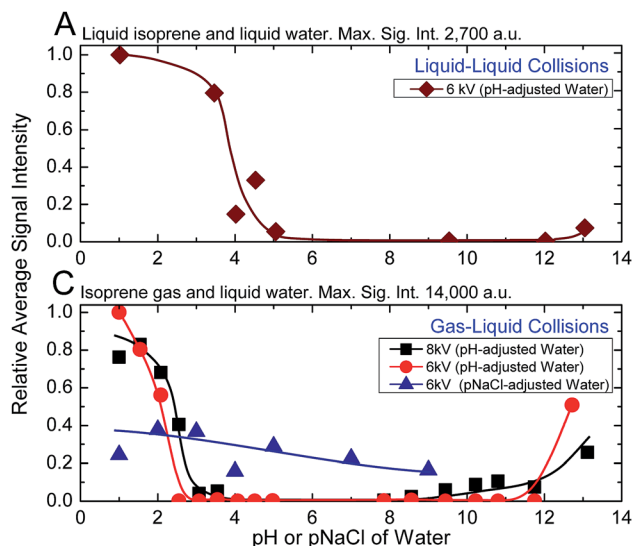 A Liquid isoprene and liquid water. Max. Sig. Int. 2,700 a.u.
1.0
0.8
0.6
0.4
0.2
0.0
Liquid-Liquid Collisions
6 kV (pH-adjusted Water)
0 2 4 6 8 10 12 14
Relative Average Signal Intensity
C Isoprene gas and liquid water. Max. Sig. Int. 14,000 a.u.
1.0
0.8
0.6
0.4
0.2
0.0
Gas-Liquid Collisions
8kV (pH-adjusted Water)
6kV (pH-adjusted Water)
6kV (pNaCl-adjusted Water)
0 2 4 6 8 10 12 14
pH or pNaCl of Water